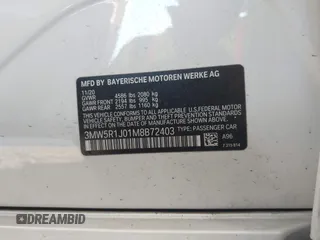 MFD BY BAYERISCHE MOTOREN WERKE AG
11/20
GVWR 4586 lbs 2080 kg
GAWR FRONT 2194 lbs 995 kg
GAWR REAR 2557 lbs 1160 kg
THIS VEHICLE CONFORMS TO ALL APPLICABLE U.S. FEDERAL MOTOR
VEHICLE SAFETY, BUMPER, AND THEFT PREVENTION STANDARDS
IN EFFECT ON THE DATE OF MANUFACTURE SHOWN ABOVE.
3MW5R1J01M8B72403 TYPE: PASSENGER CAR
A96
DREAMBID